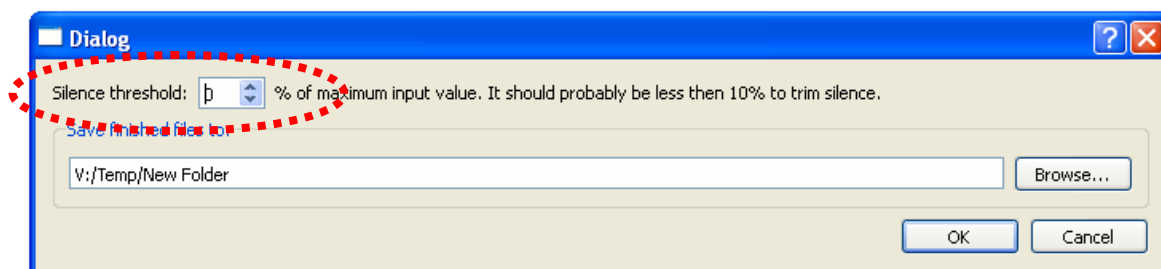 Dialog
Silence threshold: % of maximum input value. It should probably be less then 10% to trim silence.
Save finished files to:
V:/Temp/New Folder
Browse...
OK Cancel